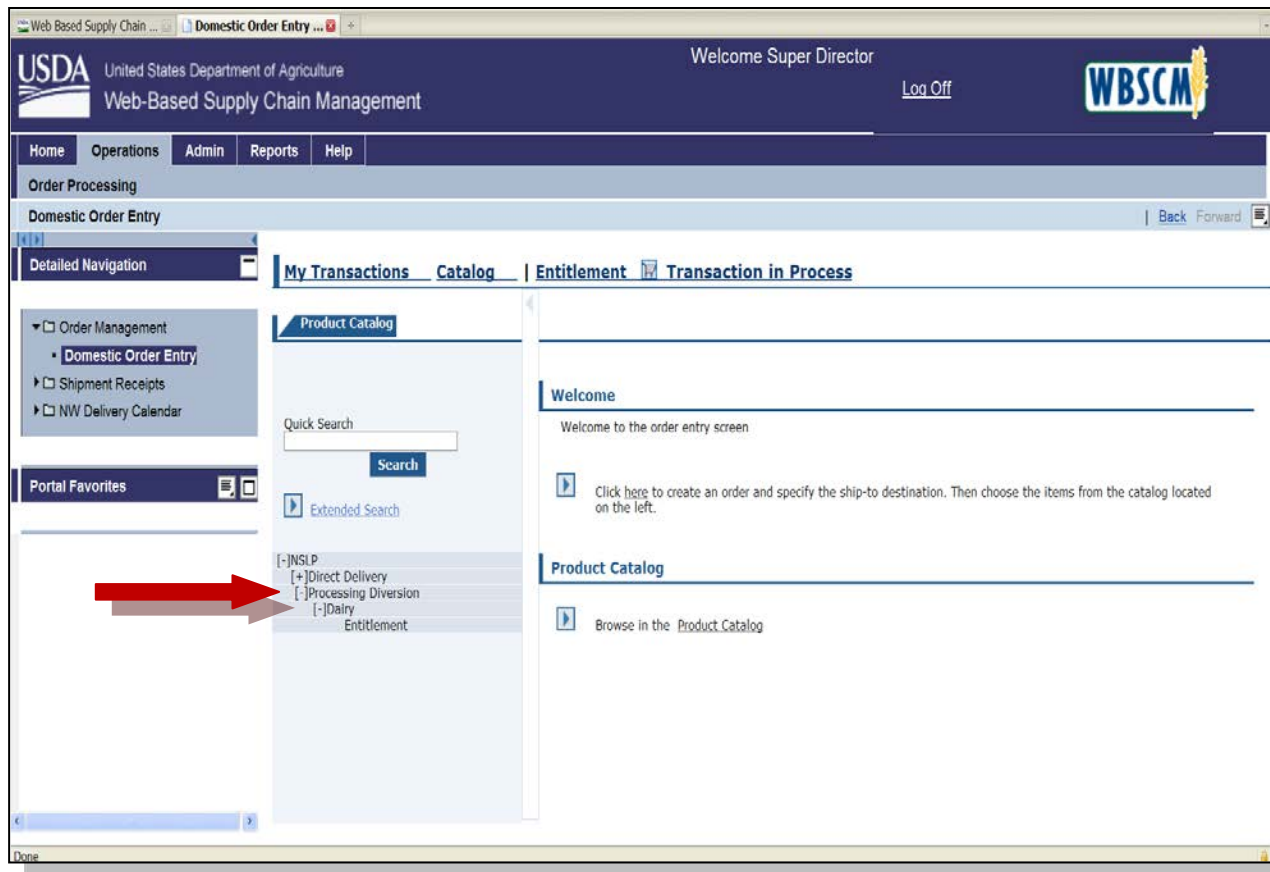 Web Based Supply Chain ... Domestic Order Entry ... +
USDA United States Department of Agriculture
Web-Based Supply Chain Management
Welcome Super Director
Log Off
WBSCM
Home Operations Admin Reports Help
Order Processing
Domestic Order Entry
| Back Forward
Detailed Navigation
Order Management
Domestic Order Entry
Shipment Receipts
NW Delivery Calendar
Portal Favorites
My Transactions Catalog | Entitlement Transaction in Process
Product Catalog
Quick Search
Search
Extended Search
[-]NSLP
[+]Direct Delivery
[-]Processing Diversion
[-]Dairy
Entitlement
Welcome
Welcome to the order entry screen
Click here to create an order and specify the ship-to destination. Then choose the items from the catalog located
on the left.
Product Catalog
Browse in the Product Catalog
Done